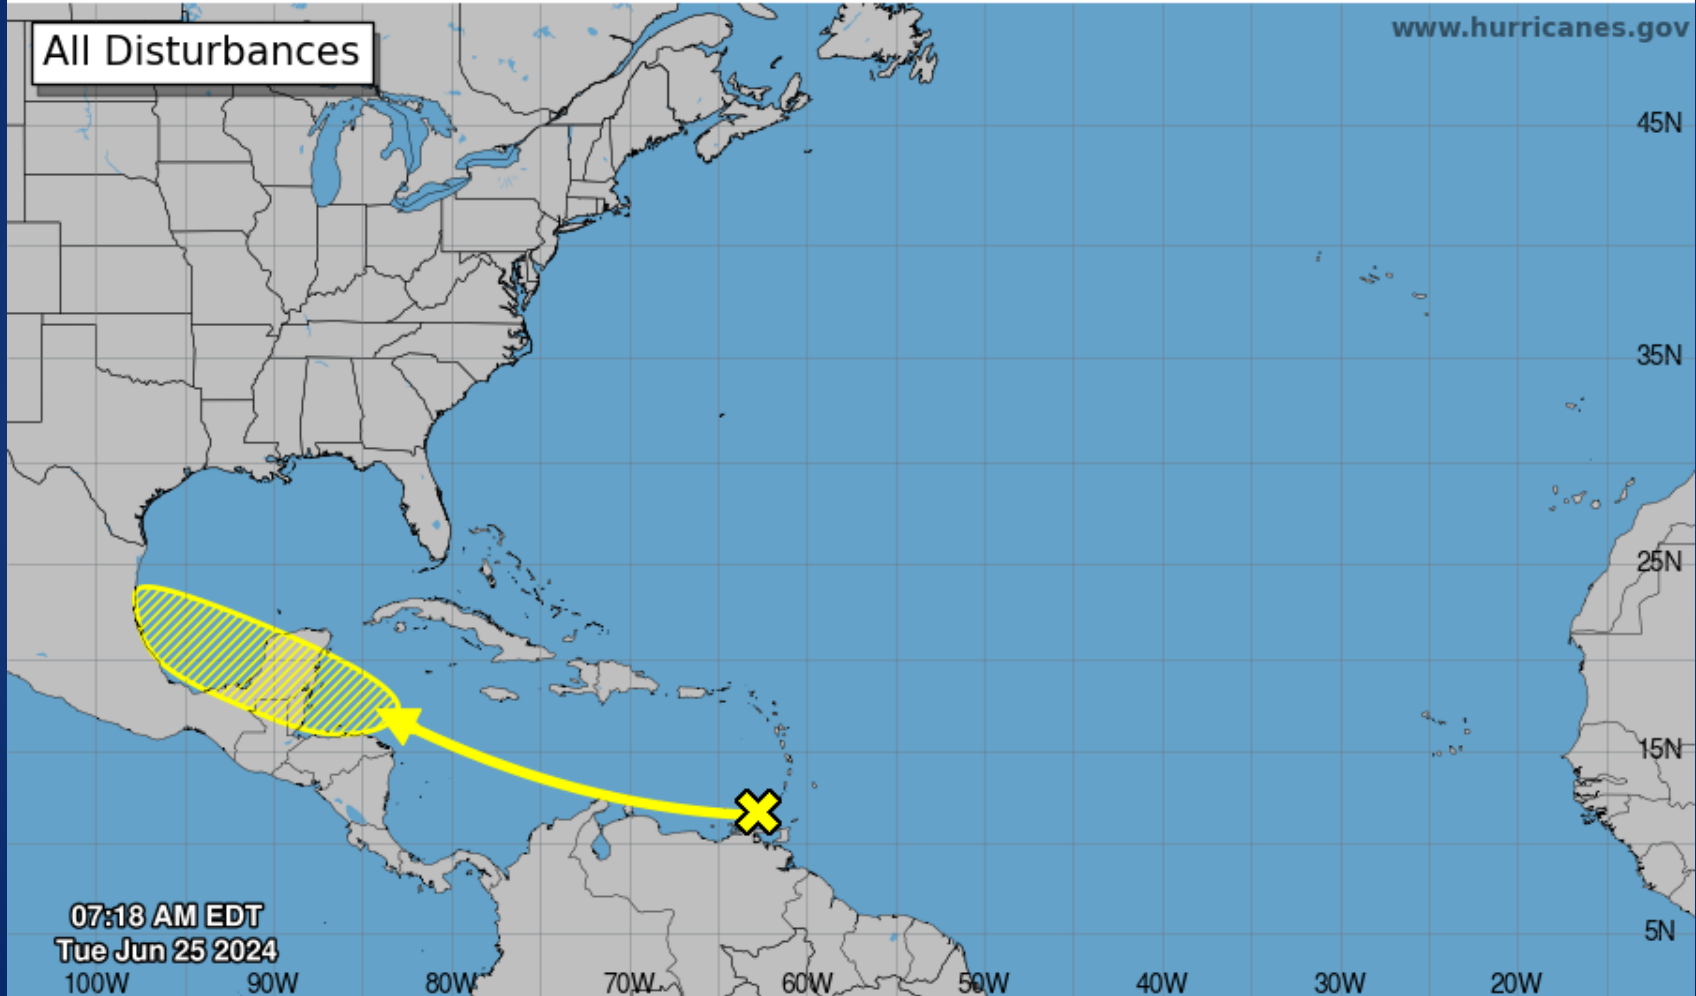 All Disturbances
www.hurricanes.gov
45N
35N
25N
15N
5N
07:18 AM EDT
Tue Jun 25 2024
100W 90W 80W 70W 60W 50W 40W 30W 20W